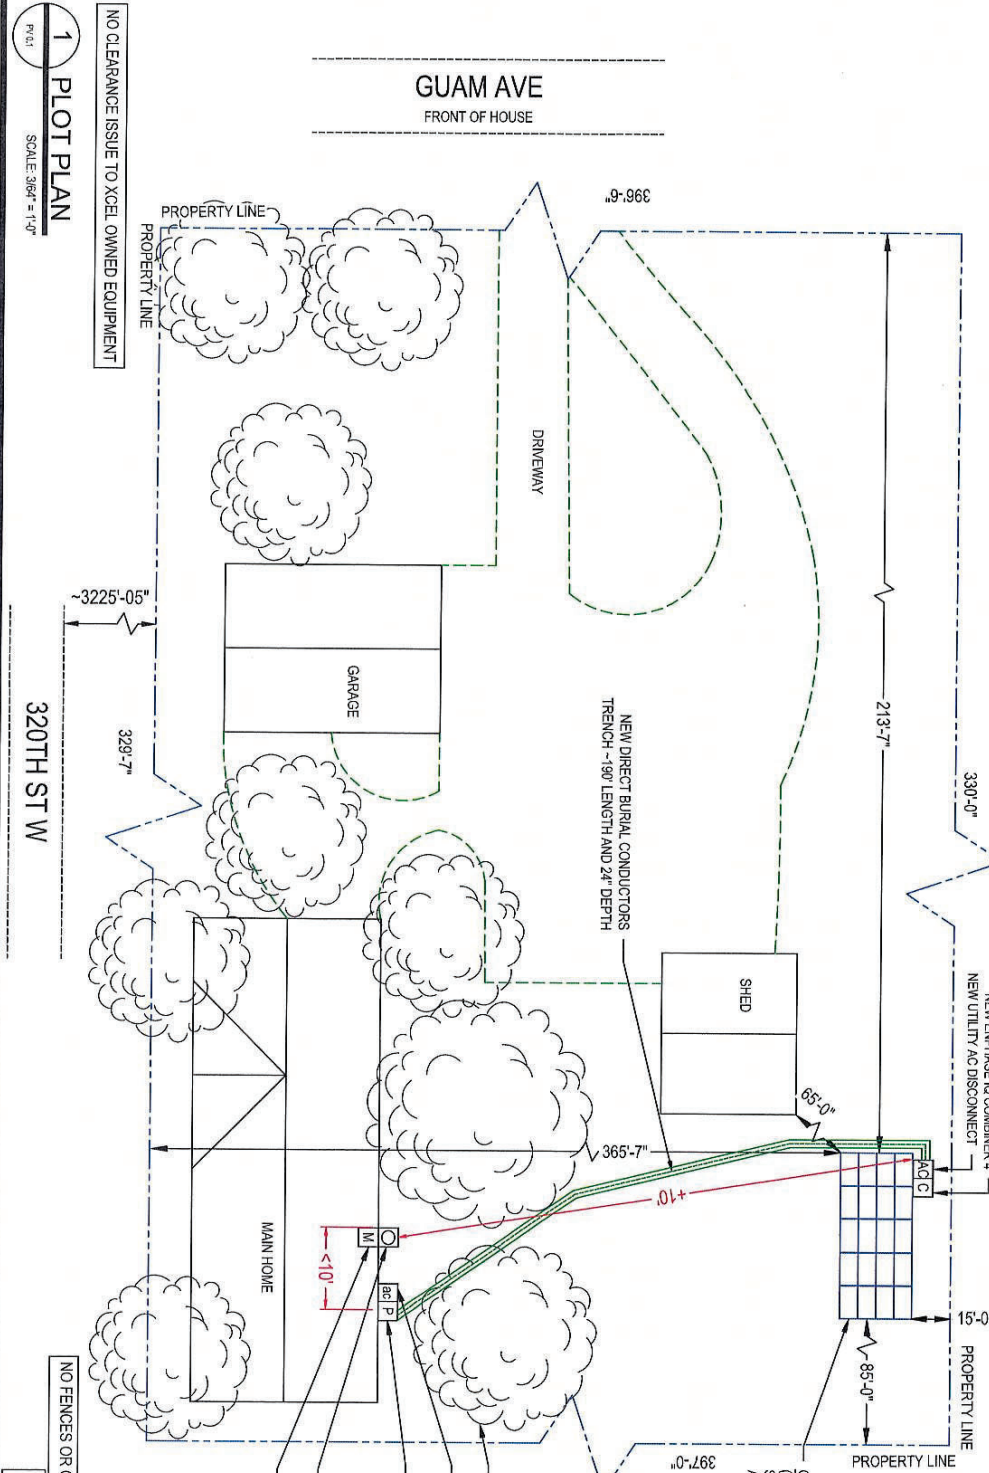 GUAM AVE
FRONT OF HOUSE
NO CLEARANCE ISSUE TO XCEL OWNED EQUIPMENT
1
PV 0.1
PLOT PLAN
SCALE: 3/64" = 1'-0"
PROPERTY LINE
PROPERTY LINE
396'-6"
DRIVEWAY
213'-7"
330'-0"
~3225'-05"
320TH ST W
329'-7"
GARAGE
NEW DIRECT BURIAL CONDUCTORS
TRENCH ~190' LENGTH AND 24" DEPTH
SHED
NEW UTILITY AC DISCONNECT
65'-0"
365'-7"
+10'
AC C
MAIN HOME
M
<10'
ac P
15'-0
85'-0"
PROPERTY LINE
PROPERTY LINE
397'-0"
NO FENCES OR